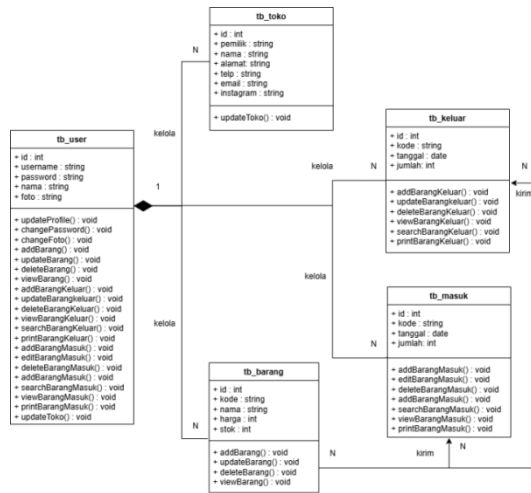 tb_toko
+ id : int
+ pemilik : string
+ nama : string
+ alamat: string
+ telp : string
+ email : string
+ instagram : string
+ updateToko() : void
N
kelola
tb_user
+ id : int
+ username : string
+ password : string
+ nama : string
+ foto : string
+ updateProfile() : void
+ changePassword() : void
+ changeFoto() : void
+ addBarang() : void
+ updateBarang() : void
+ deleteBarang() : void
+ viewBarang() : void
+ addBarangKeluar() : void
+ updateBarangkeluar : void
+ deleteBarangKeluar() : void
+ viewBarangKeluar() : void
+ searchBarangKeluar() : void
+ printBarangKeluar() : void
+ addBarangMasuk() : void
+ editBarangMasuk() : void
+ deleteBarangMasuk() : void
+ addBarangMasuk() : void
+ searchBarangMasuk() : void
+ viewBarangMasuk() : void
+ printBarangMasuk() : void
+ updateToko() : void
1
tb_keluar
+ id : int
+ kode : string
+ tanggal : date
+ jumlah: int
+ addBarangKeluar() : void
+ updateBarangkeluar : void
+ deleteBarangKeluar() : void
+ viewBarangKeluar() : void
+ searchBarangKeluar() : void
+ printBarangKeluar() : void
kelola
N
N
kirim
kelola
tb_masuk
+ id : int
+ kode : string
+ tanggal : date
+ jumlah: int
+ addBarangMasuk() : void
+ editBarangMasuk() : void
+ deleteBarangMasuk() : void
+ addBarangMasuk() : void
+ searchBarangMasuk() : void
+ viewBarangMasuk() : void
+ printBarangMasuk() : void
N
kelola
N
tb_barang
+ id : int
+ kode : string
+ nama : string
+ harga : int
+ stok : int
+ addBarang() : void
+ updateBarang() : void
+ deleteBarang() : void
+ viewBarang() : void
N
kirim
N